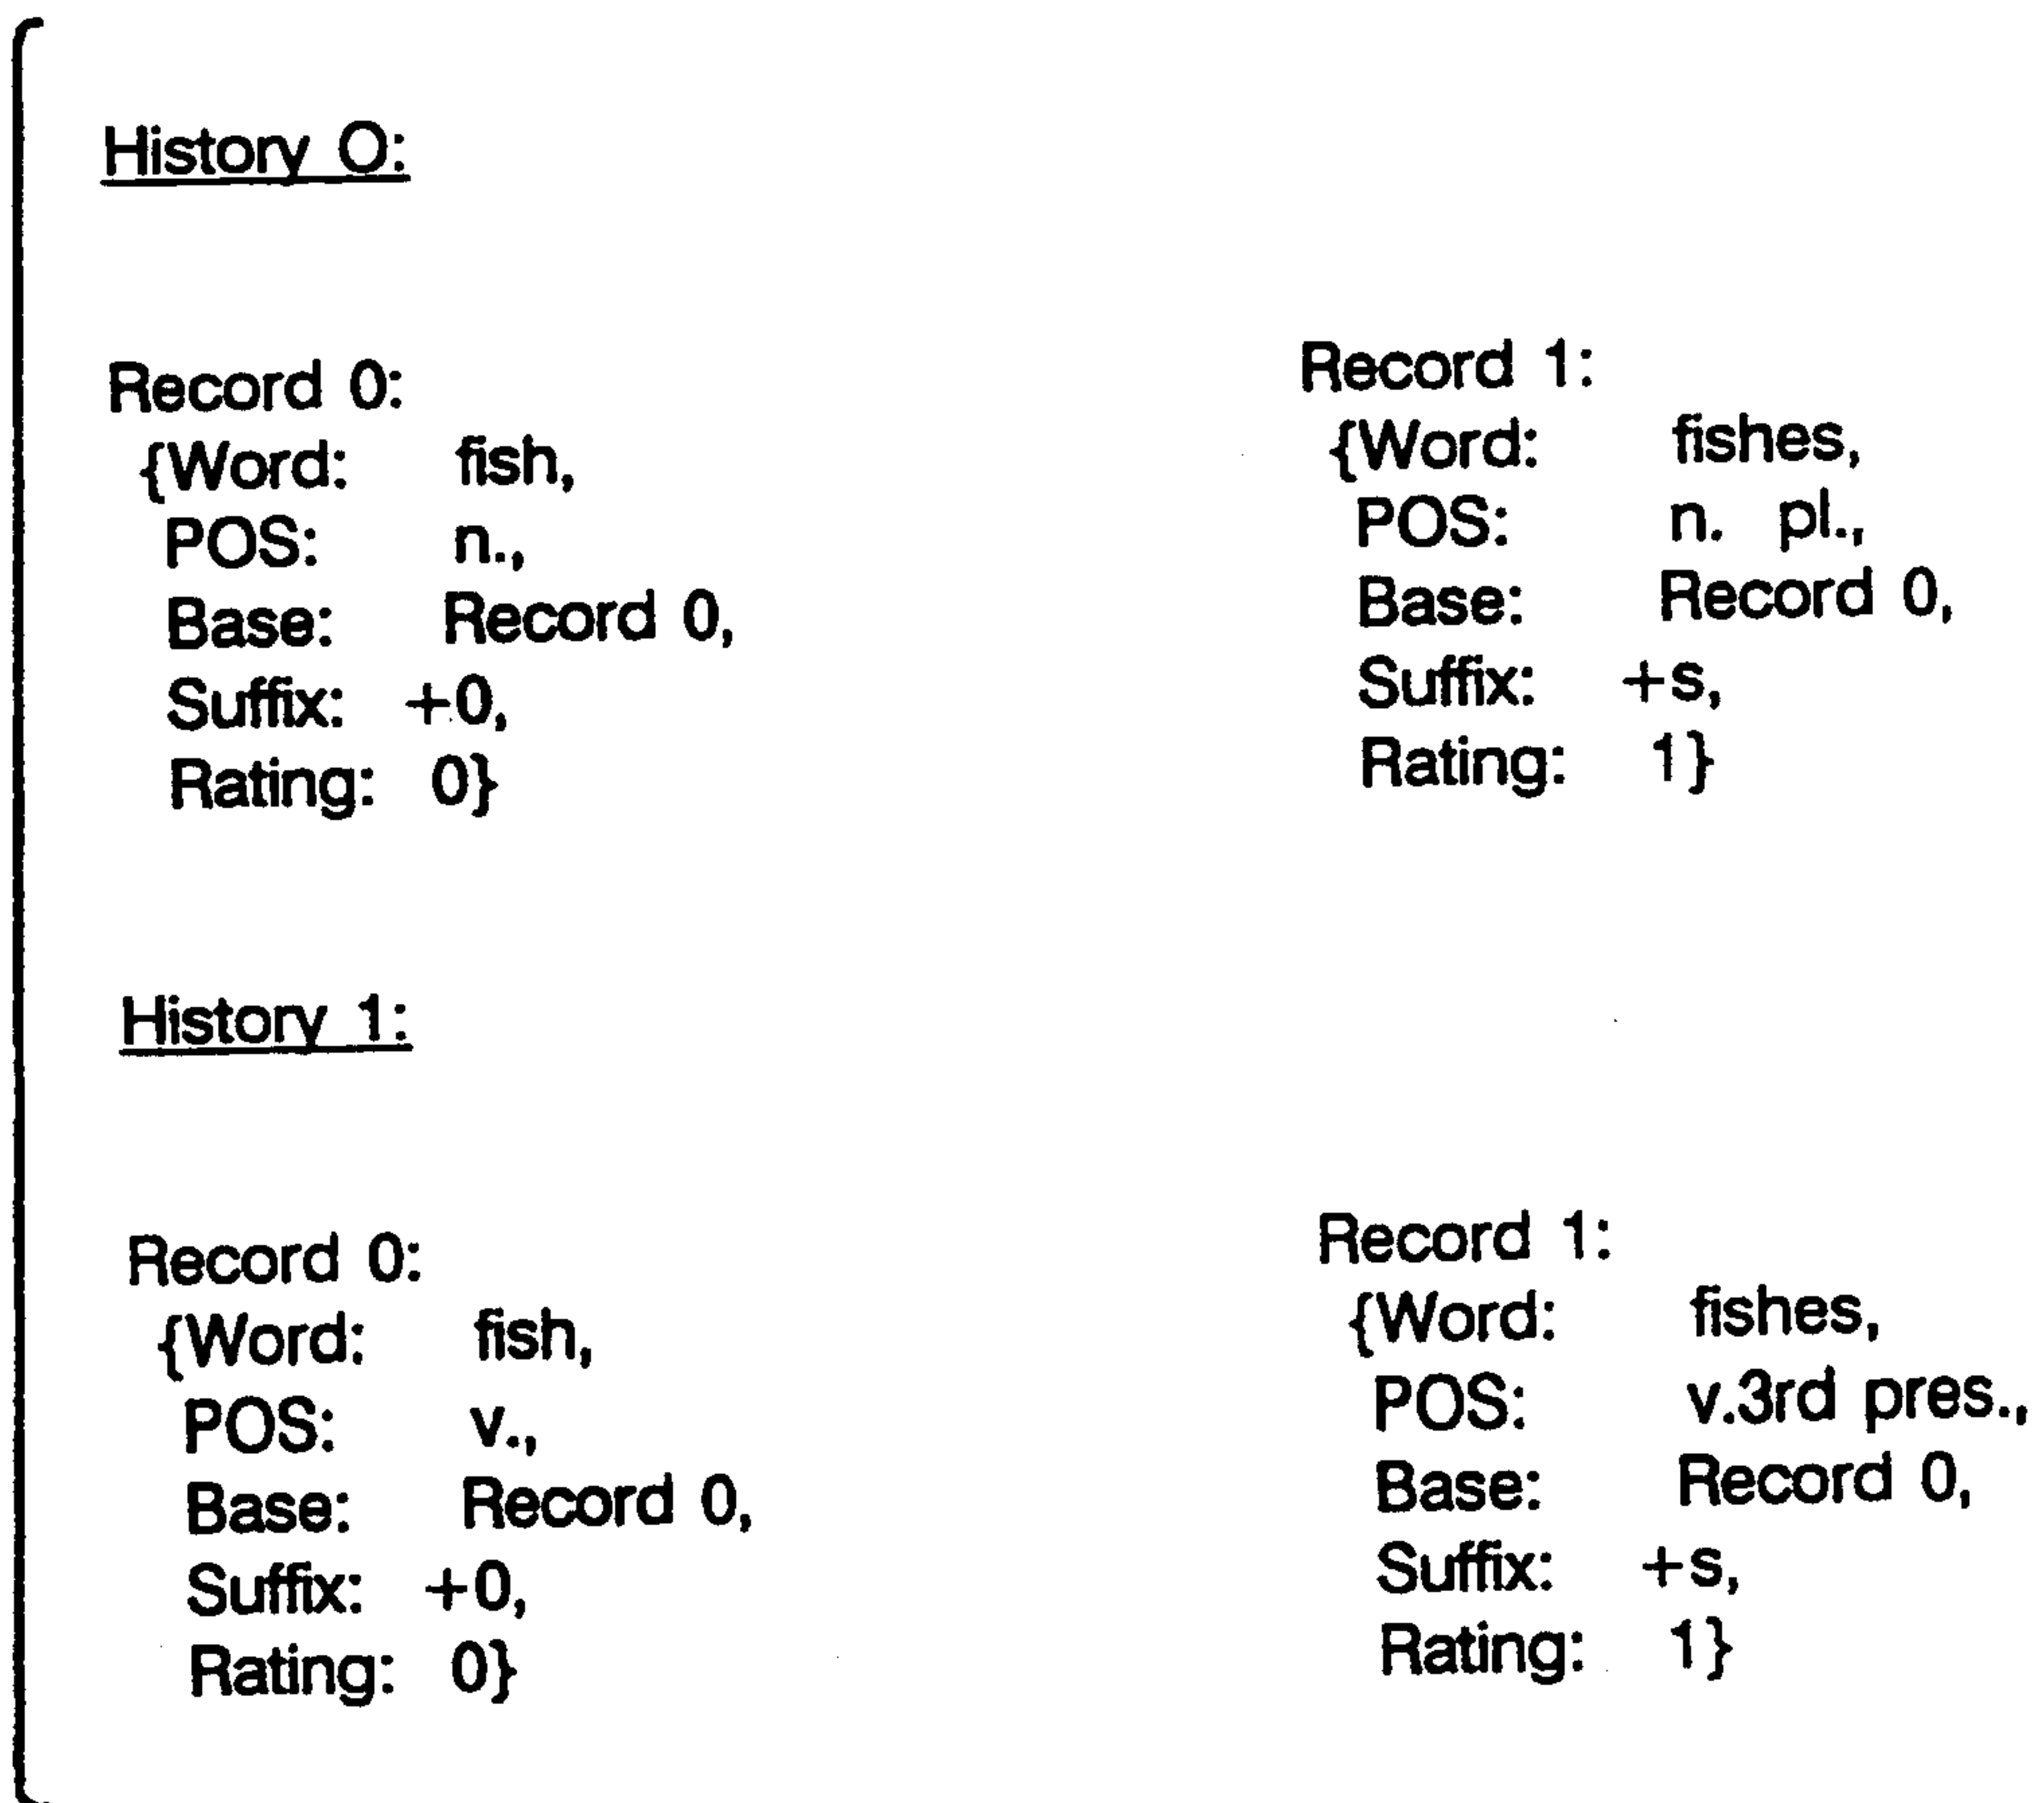 History O:
Record 0:
{Word: fish,
POS: n.,
Base: Record 0,
Suffix: +0,
Rating: 0}
Record 1:
{Word: fishes,
POS: n. pl.,
Base: Record 0,
Suffix: +s,
Rating: 1}
History 1:
Record 0:
{Word: fish,
POS: v.,
Base: Record 0,
Suffix: +0,
Rating: 0}
Record 1:
{Word: fishes,
POS: v.3rd pres.,
Base: Record 0,
Suffix: +s,
Rating: 1}